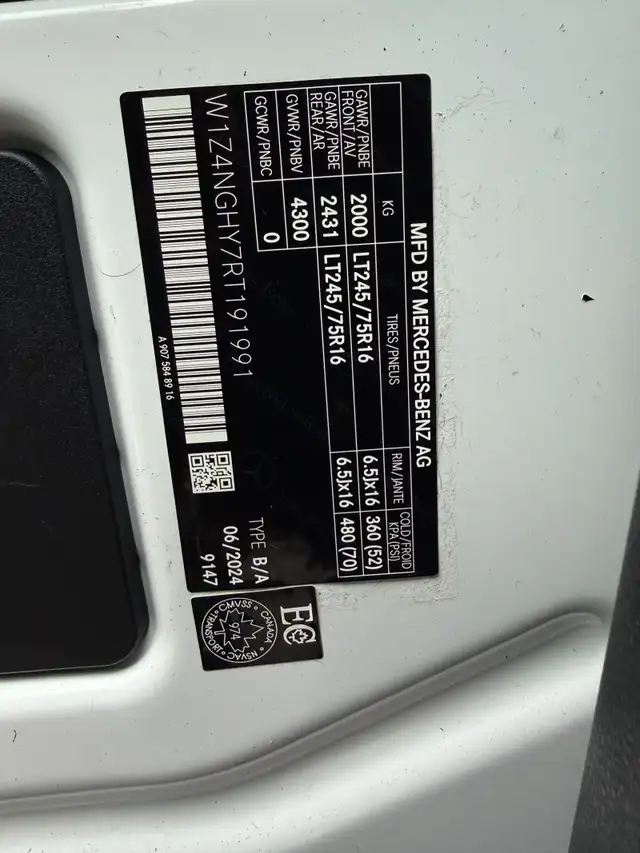 MFD BY MERCEDES-BENZ AG
KG TIRES/PNEUS RIM/JANTE COLD/FROID KPA (PSI)
GAWR/PNBE FRONT/AV 2000 LT245/75R16 6.5Jx16 360 (52)
GAWR/PNBE REAR/AR 2431 LT245/75R16 6.5Jx16 480 (70)
GVWR/PNBV 4300
GCWR/PNBC 0
TYPE B/A
06/2024
9147
W1Z4NGHY7RT191991
A 907 584 89 16
EC
CMVSS • CANADA • NSVAC • TRANSPORT •
974